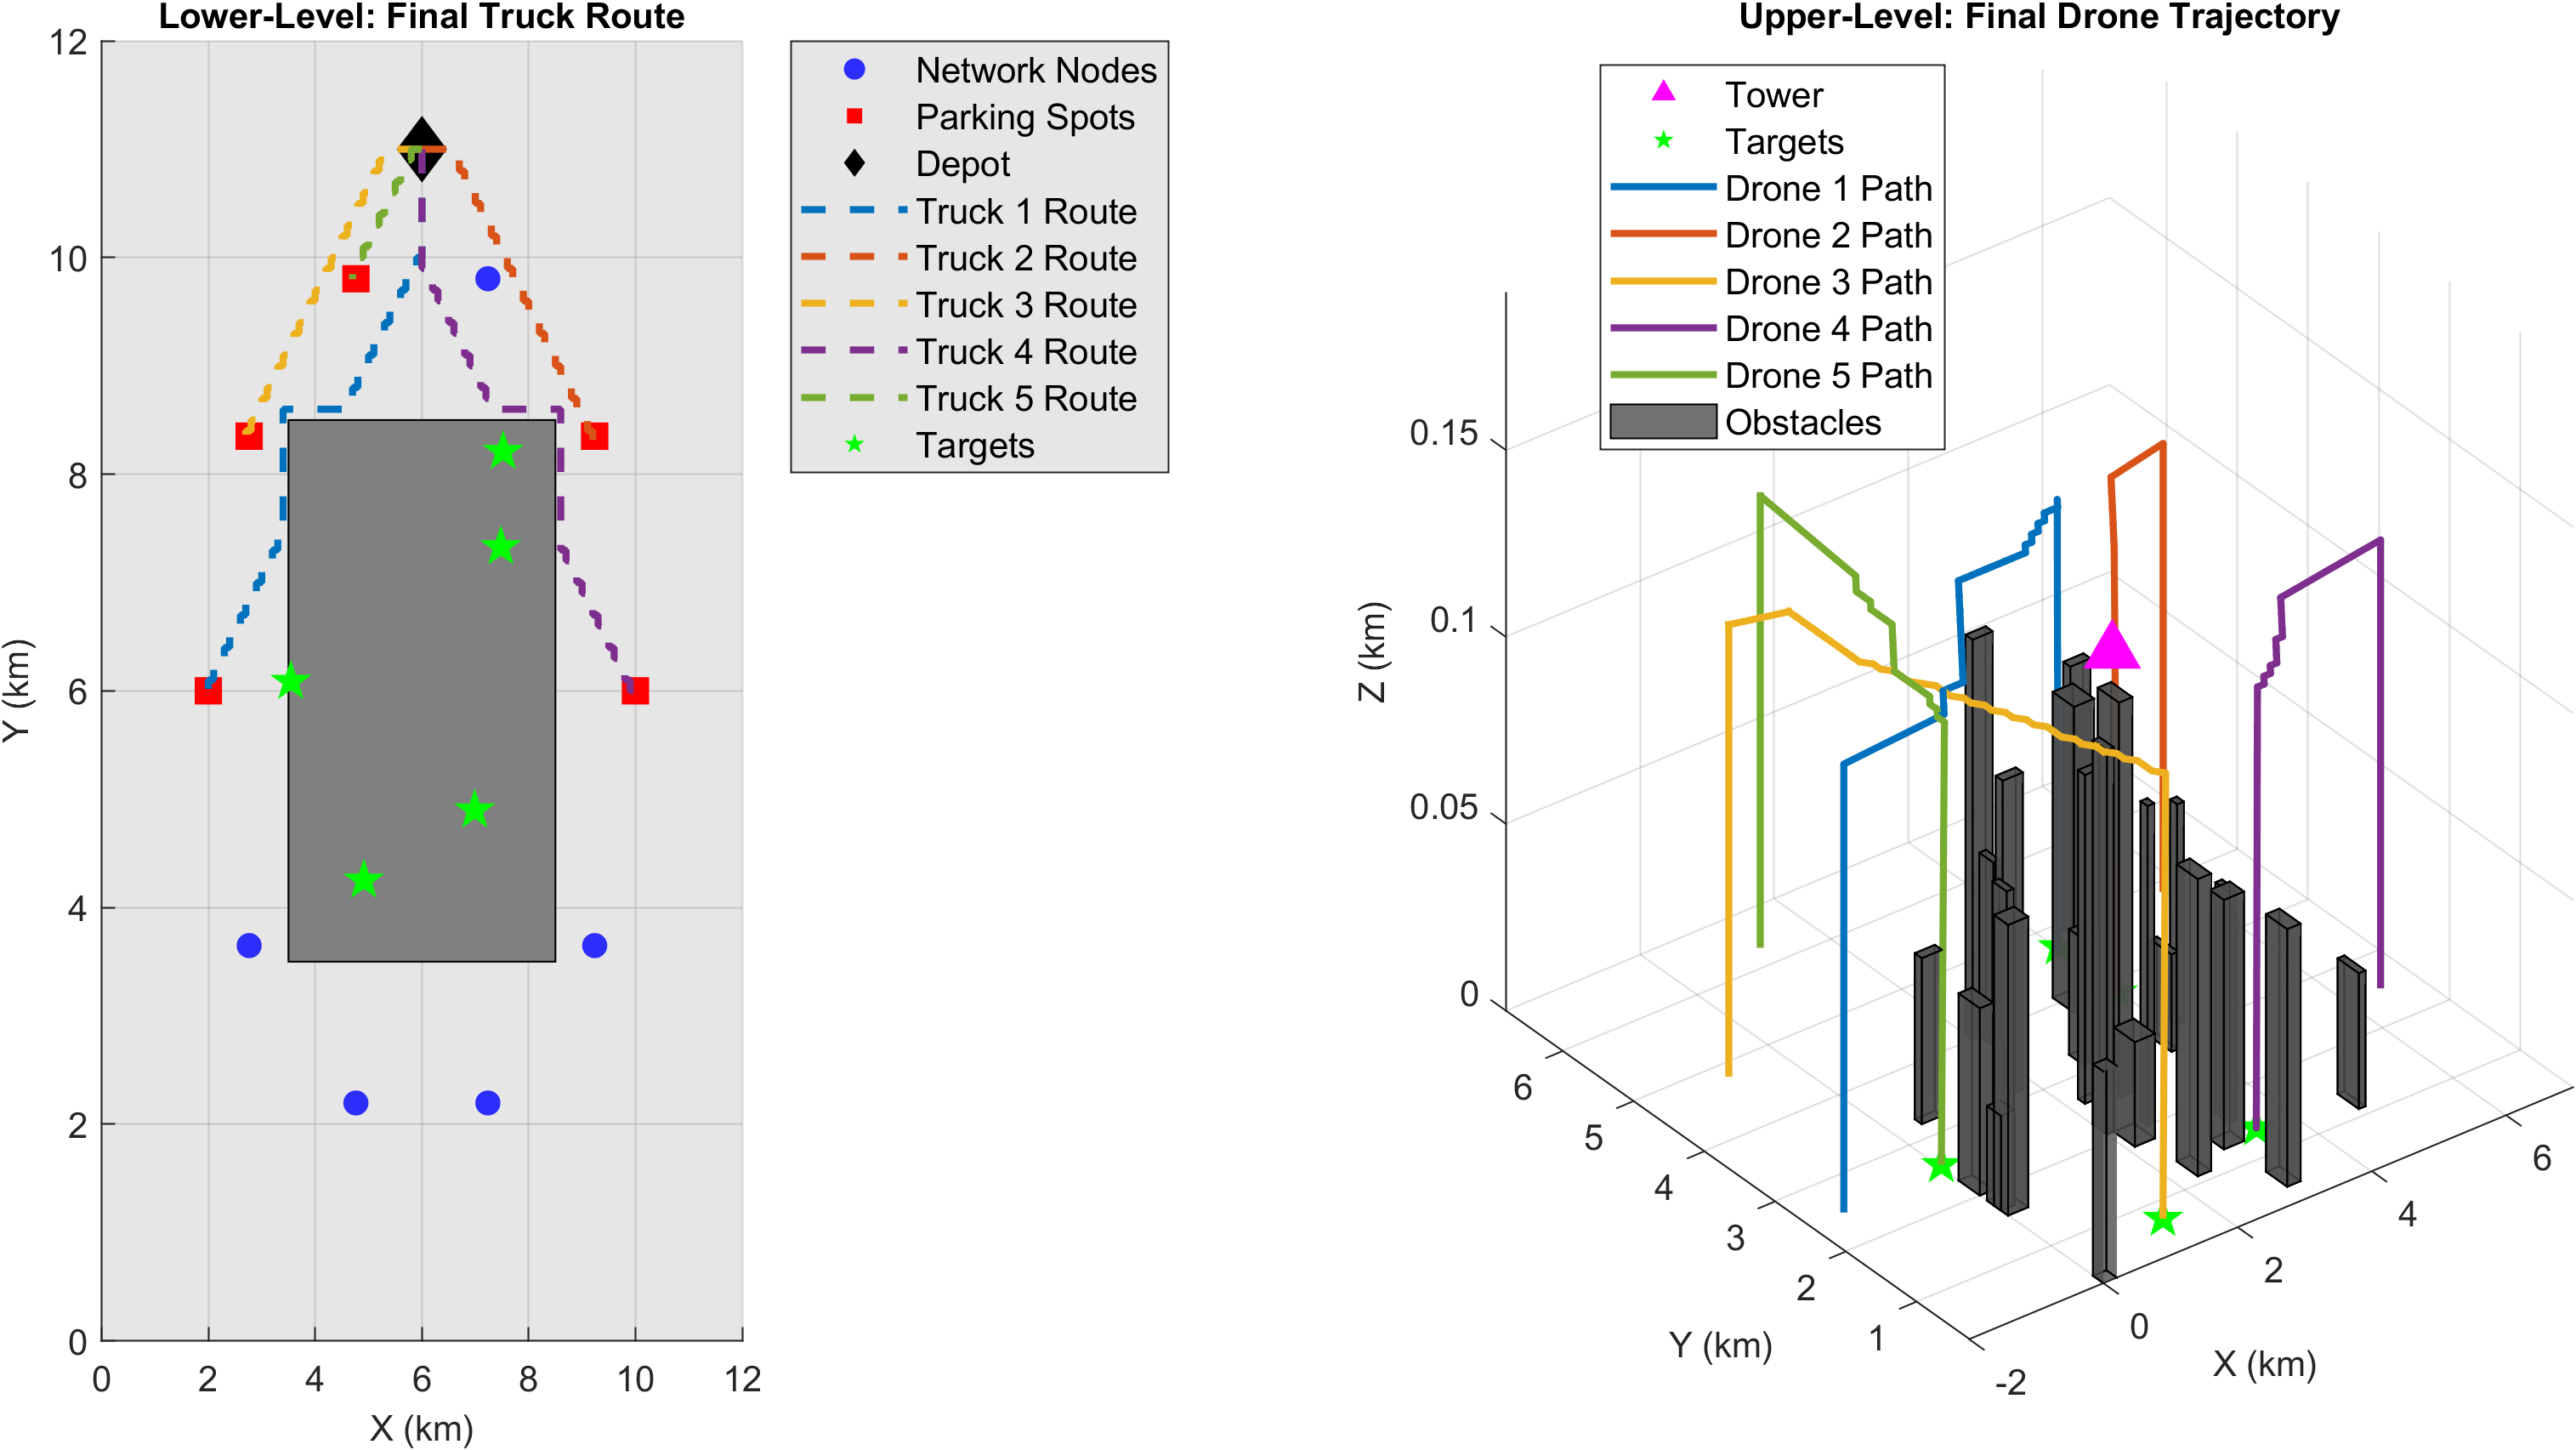 Lower-Level: Final Truck Route
12
10
8
6
4
2
0
0 2 4 6 8 10 12
X (km)
Y (km)
Network Nodes
Parking Spots
Depot
Truck 1 Route
Truck 2 Route
Truck 3 Route
Truck 4 Route
Truck 5 Route
Targets
Upper-Level: Final Drone Trajectory
Tower
Targets
Drone 1 Path
Drone 2 Path
Drone 3 Path
Drone 4 Path
Drone 5 Path
Obstacles
0.15
0.1
0.05
0
Z (km)
6
5
4
3
2
1
Y (km)
-2
0
2
4
6
X (km)